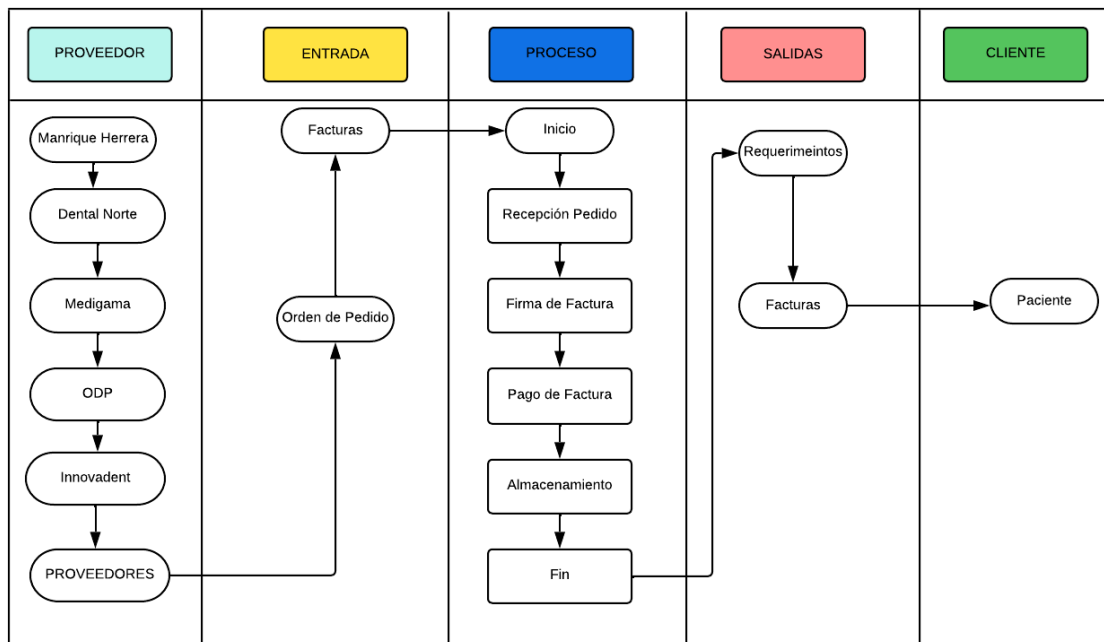 PROVEEDOR
ENTRADA
PROCESO
SALIDAS
CLIENTE
Manrique Herrera
Dental Norte
Medigama
ODP
Innovadent
PROVEEDORES
Facturas
Orden de Pedido
Inicio
Recepción Pedido
Firma de Factura
Pago de Factura
Almacenamiento
Fin
Requerimeintos
Facturas
Paciente